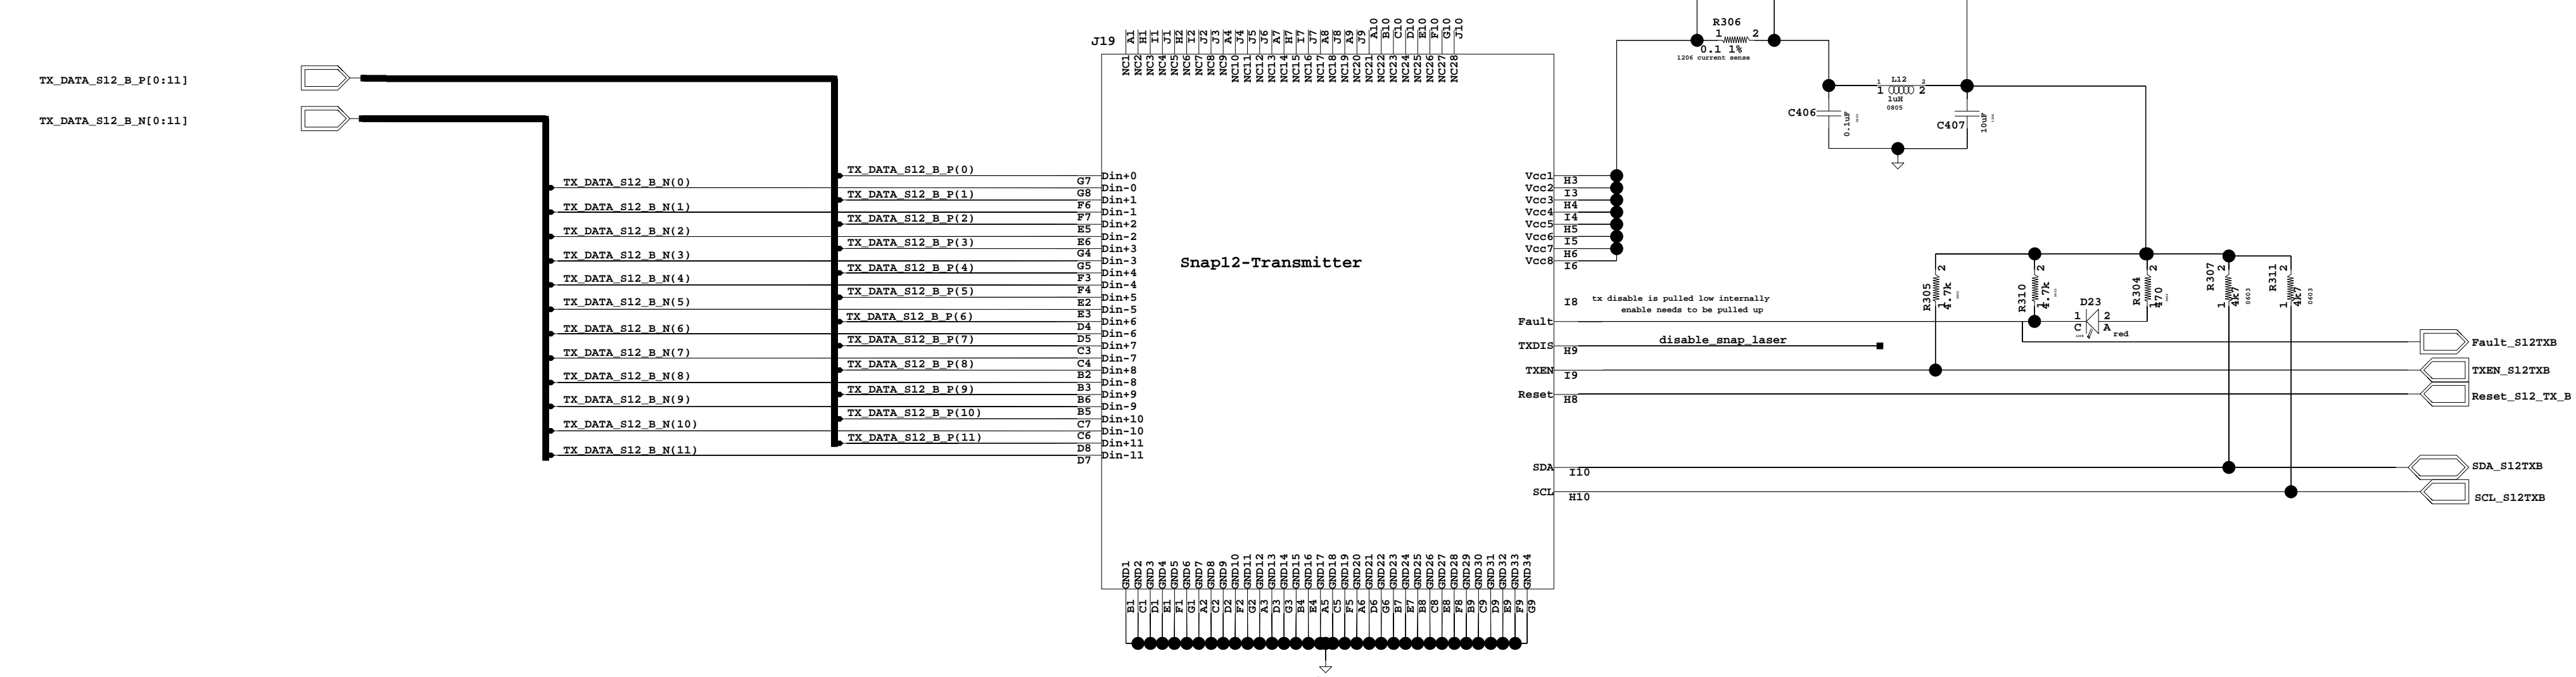 J19
A1 H1 I1 J1 H2 I2 J2 J3 A4 J4 J5 J6 A7 H7 I7 J7 A8 J8 A9 J9 A10 B10 C10 D10 E10 F10 G10 J10
NC1 NC2 NC3 NC4 NC5 NC6 NC7 NC8 NC9 NC10 NC11 NC12 NC13 NC14 NC15 NC16 NC17 NC18 NC19 NC20 NC21 NC22 NC23 NC24 NC25 NC26 NC27 NC28
TX_DATA_S12_B_P[0:11]
TX_DATA_S12_B_N[0:11]
TX_DATA_S12_B_P(0) G7 Din+0
TX_DATA_S12_B_N(0) G8 Din-0
TX_DATA_S12_B_P(1) F6 Din+1
TX_DATA_S12_B_N(1) F7 Din-1
TX_DATA_S12_B_P(2) E5 Din+2
TX_DATA_S12_B_N(2) E6 Din-2
TX_DATA_S12_B_P(3) G4 Din+3
TX_DATA_S12_B_N(3) G5 Din-3
TX_DATA_S12_B_P(4) F3 Din+4
TX_DATA_S12_B_N(4) F4 Din-4
TX_DATA_S12_B_P(5) E2 Din+5
TX_DATA_S12_B_N(5) E3 Din-5
TX_DATA_S12_B_P(6) D4 Din+6
TX_DATA_S12_B_N(6) D5 Din-6
TX_DATA_S12_B_P(7) C3 Din+7
TX_DATA_S12_B_N(7) C4 Din-7
TX_DATA_S12_B_P(8) B2 Din+8
TX_DATA_S12_B_N(8) B3 Din-8
TX_DATA_S12_B_P(9) B6 Din+9
TX_DATA_S12_B_N(9) B5 Din-9
TX_DATA_S12_B_P(10) C7 Din+10
TX_DATA_S12_B_N(10) C6 Din-10
TX_DATA_S12_B_P(11) D8 Din+11
TX_DATA_S12_B_N(11) D7 Din-11
Snap12-Transmitter
Vcc1 H3
Vcc2 I3
Vcc3 H4
Vcc4 I4
Vcc5 H5
Vcc6 I5
Vcc7 H6
Vcc8 I6
Fault I8
TXDIS H9
TXEN I9
Reset H8
SDA I10
SCL H10
GND1 GND2 GND3 GND4 GND5 GND6 GND7 GND8 GND9 GND10 GND11 GND12 GND13 GND14 GND15 GND16 GND17 GND18 GND19 GND20 GND21 GND22 GND23 GND24 GND25 GND26 GND27 GND28 GND29 GND30 GND31 GND32 GND33 GND34
B1 C1 D1 E1 F1 G1 A2 C2 D2 F2 G2 A3 D3 G3 B4 E4 A5 C5 F5 A6 D6 G6 B7 E7 B8 C8 E8 F8 B9 C9 D9 E9 F9 G9
R306
1 2
0.1 1%
1206 current sense
1 L12 2
1 2
1uH
0805
C406
0.1uF
C407
10uF
tx disable is pulled low internally
enable needs to be pulled up
disable_snap_laser
R305 1 4.7k 2
R310 1 4.7k 2
D23
1 2
C A red
R304 1 470 2
R307 1 4k7 2 0603
R311 1 4k7 2 0603
Fault_S12TXB
TXEN_S12TXB
Reset_S12_TX_B
SDA_S12TXB
SCL_S12TXB